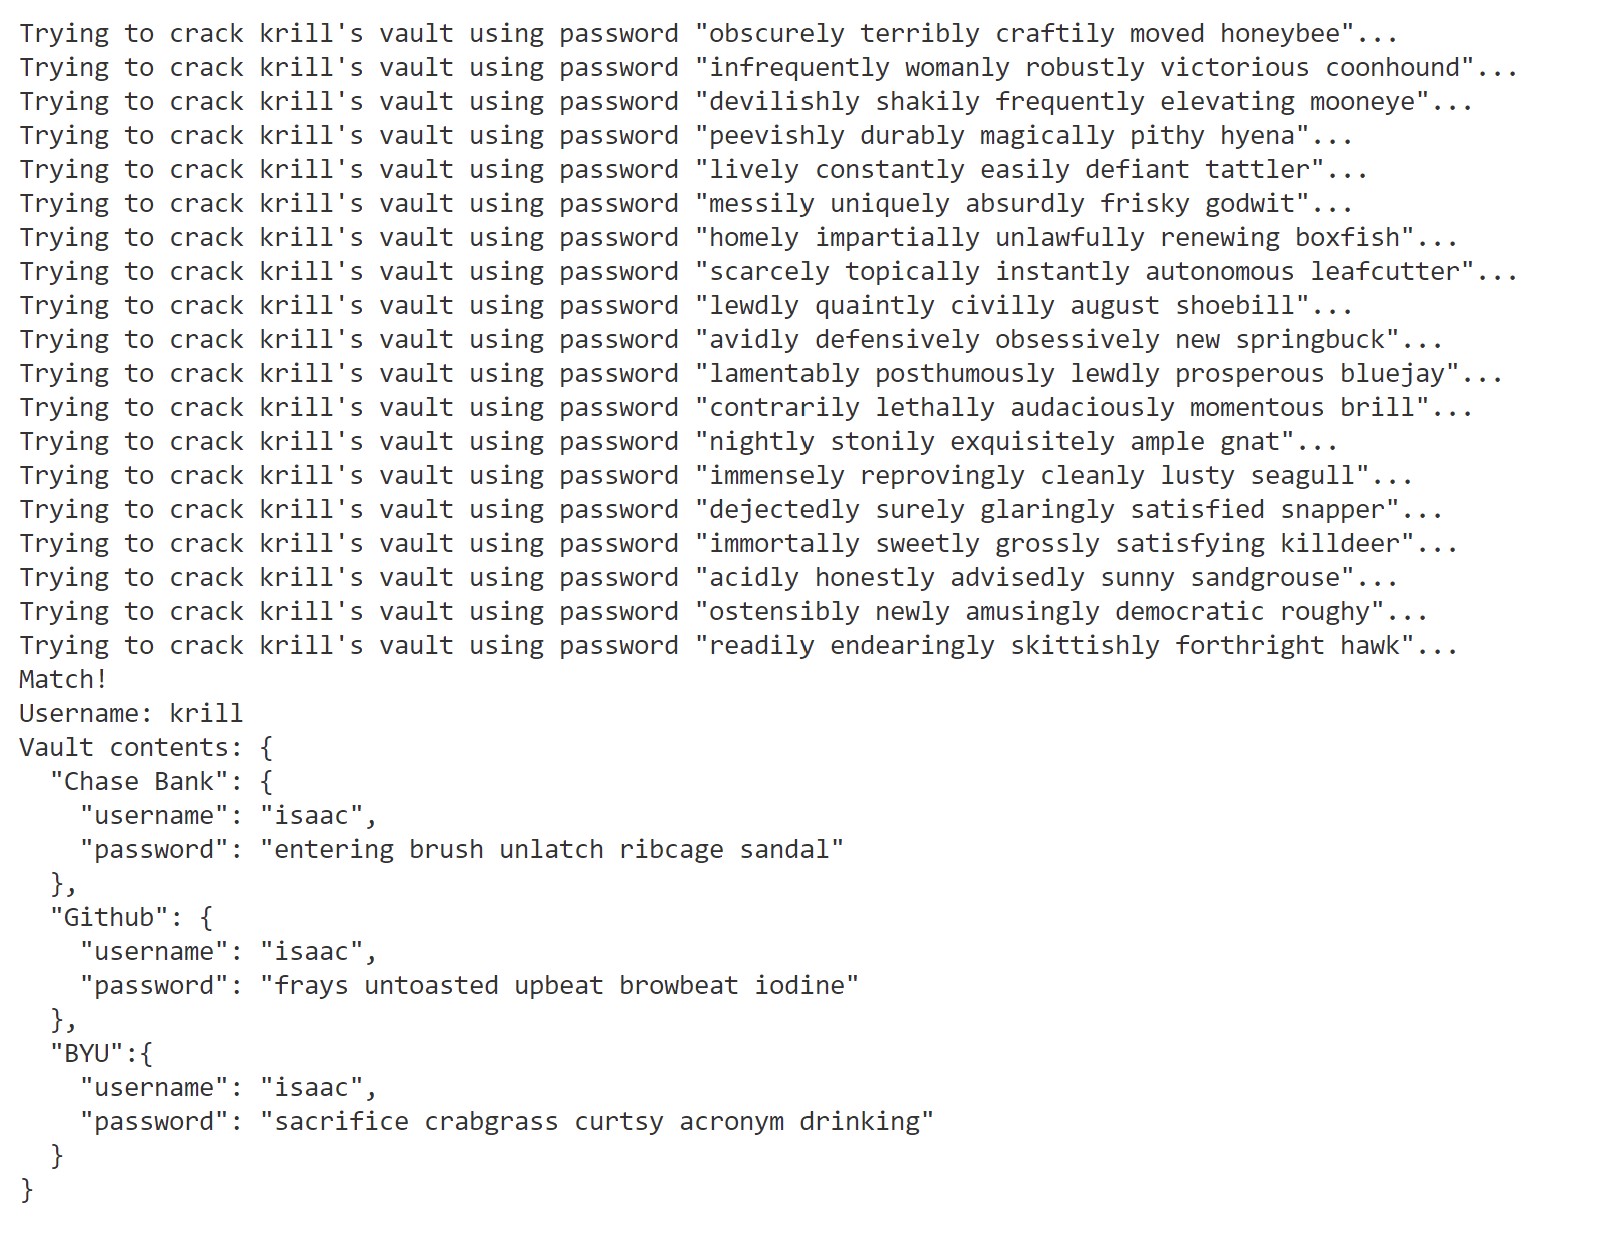 Trying to crack krill's vault using password "obscurely terribly craftily moved honeybee"...
Trying to crack krill's vault using password "infrequently womanly robustly victorious coonhound"...
Trying to crack krill's vault using password "devilishly shakily frequently elevating mooneye"...
Trying to crack krill's vault using password "peevishly durably magically pithy hyena"...
Trying to crack krill's vault using password "lively constantly easily defiant tattler"...
Trying to crack krill's vault using password "messily uniquely absurdly frisky godwit"...
Trying to crack krill's vault using password "homely impartially unlawfully renewing boxfish"...
Trying to crack krill's vault using password "scarcely topically instantly autonomous leafcutter"...
Trying to crack krill's vault using password "lewdly quaintly civilly august shoebill"...
Trying to crack krill's vault using password "avidly defensively obsessively new springbuck"...
Trying to crack krill's vault using password "lamentably posthumously lewdly prosperous bluejay"...
Trying to crack krill's vault using password "contrarily lethally audaciously momentous brill"...
Trying to crack krill's vault using password "nightly stonily exquisitely ample gnat"...
Trying to crack krill's vault using password "immensely reprovingly cleanly lusty seagull"...
Trying to crack krill's vault using password "dejectedly surely glaringly satisfied snapper"...
Trying to crack krill's vault using password "immortally sweetly grossly satisfying killdeer"...
Trying to crack krill's vault using password "acidly honestly advisedly sunny sandgrouse"...
Trying to crack krill's vault using password "ostensibly newly amusingly democratic roughy"...
Trying to crack krill's vault using password "readily endearingly skittishly forthright hawk"...
Match!
Username: krill
Vault contents: {
  "Chase Bank": {
    "username": "isaac",
    "password": "entering brush unlatch ribcage sandal"
  },
  "Github": {
    "username": "isaac",
    "password": "frays untoasted upbeat browbeat iodine"
  },
  "BYU":{
    "username": "isaac",
    "password": "sacrifice crabgrass curtsy acronym drinking"
  }
}